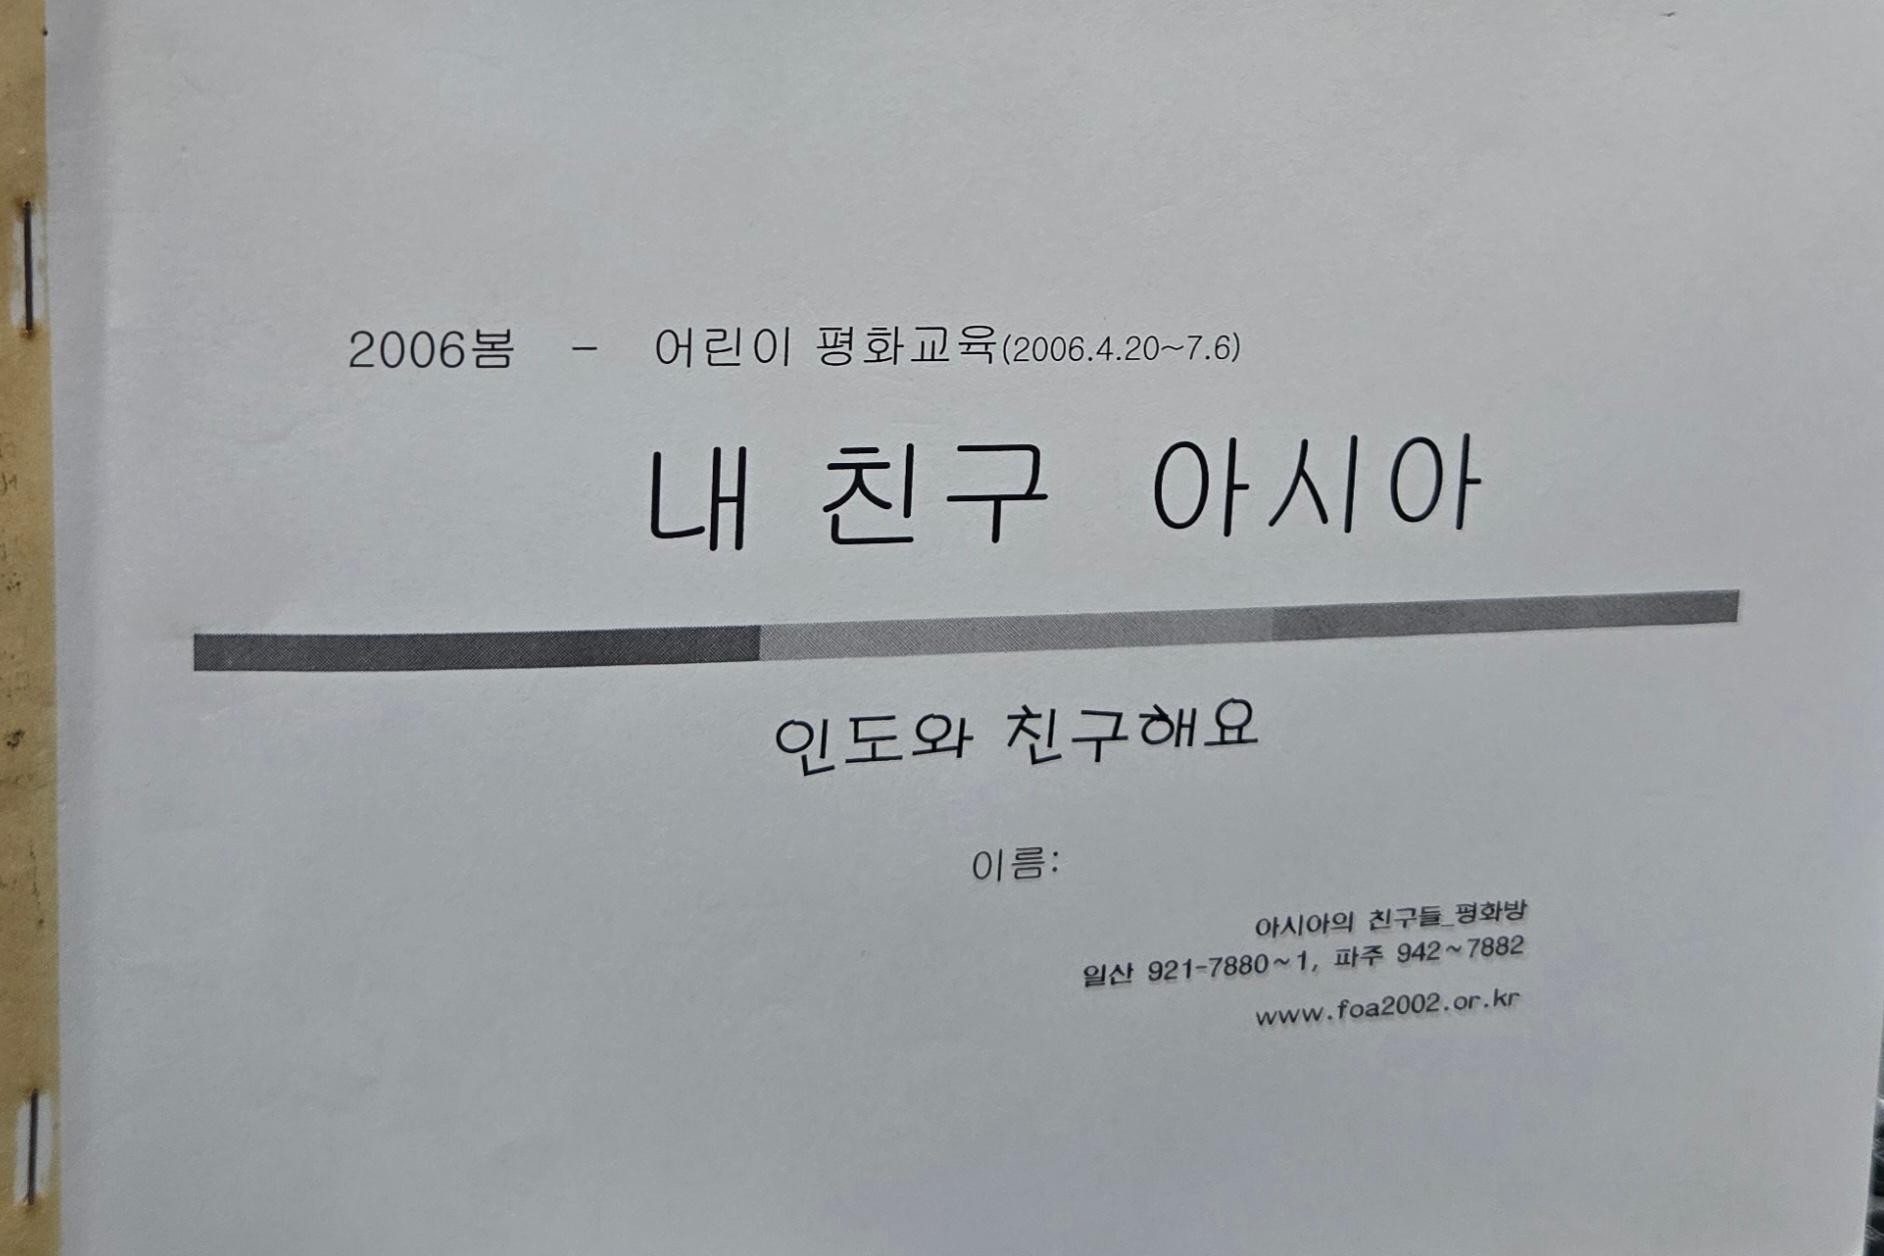 2006봄 - 어린이 평화교육(2006.4.20~7.6)
내 친구 아시아
인도와 친구해요
이름:
아시아의 친구들_평화방
일산 921-7880~1, 파주 942~7882
www.foa2002.or.kr